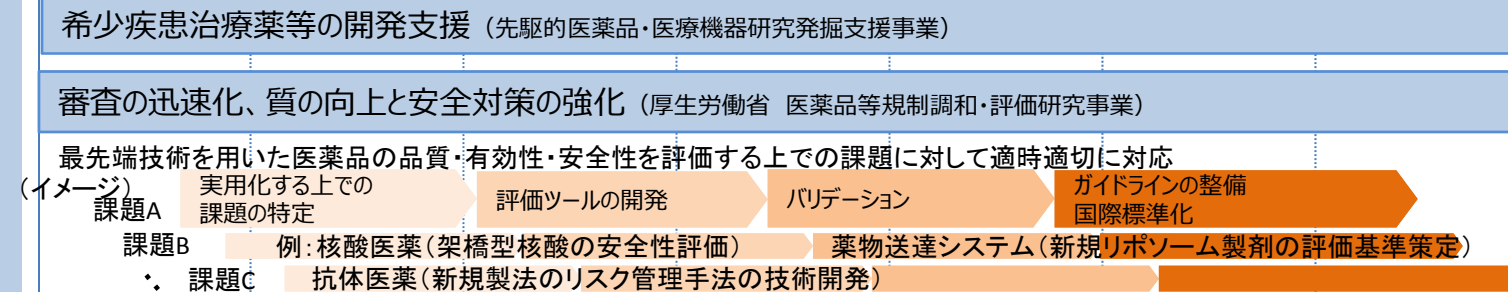 希少疾患治療薬等の開発支援（先駆的医薬品・医療機器研究発掘支援事業）
審査の迅速化、質の向上と安全対策の強化（厚生労働省 医薬品等規制調和・評価研究事業）
最先端技術を用いた医薬品の品質・有効性・安全性を評価する上での課題に対して適時適切に対応
（イメージ）
課題A
実用化する上での
課題の特定
評価ツールの開発
バリデーション
ガイドラインの整備
国際標準化
課題B
例：核酸医薬（架橋型核酸の安全性評価）
薬物送達システム（新規リポソーム製剤の評価基準策定）
課題C
抗体医薬（新規製法のリスク管理手法の技術開発）